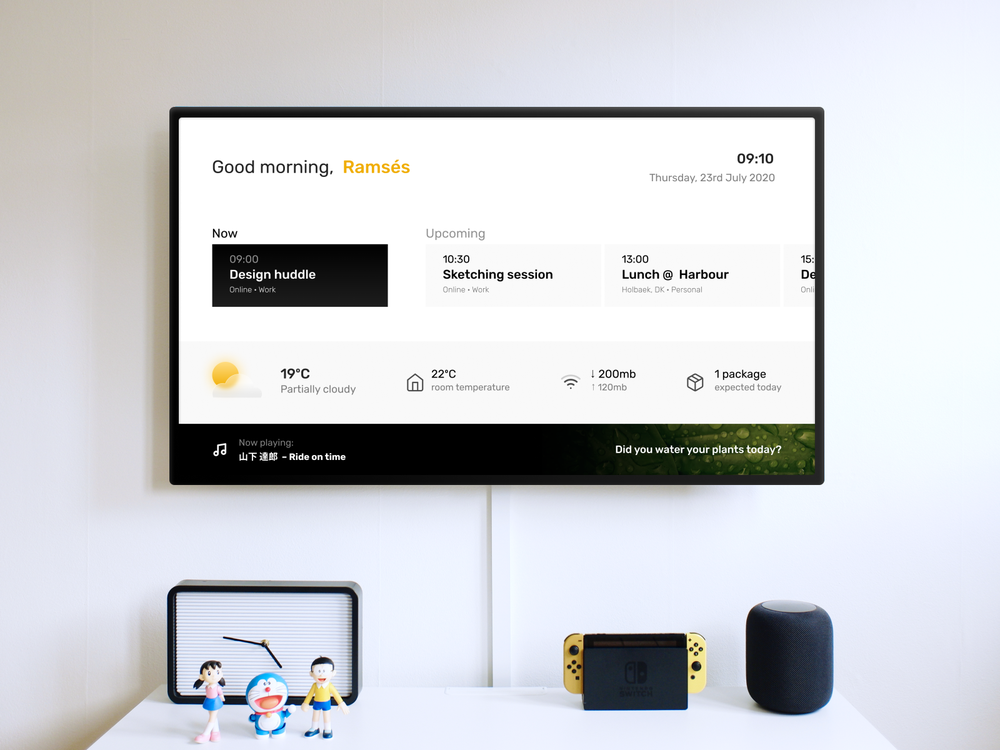 Good morning, Ramsés
09:10
Thursday, 23rd July 2020
Now
09:00
Design huddle
Online • Work
Upcoming
10:30
Sketching session
Online • Work
13:00
Lunch @ Harbour
Holbaek, DK • Personal
15:
De
Onli
19°C
Partially cloudy
22°C
room temperature
↓ 200mb
↑ 120mb
1 package
expected today
Now playing:
山下 達郎 – Ride on time
Did you water your plants today?
SWITCH